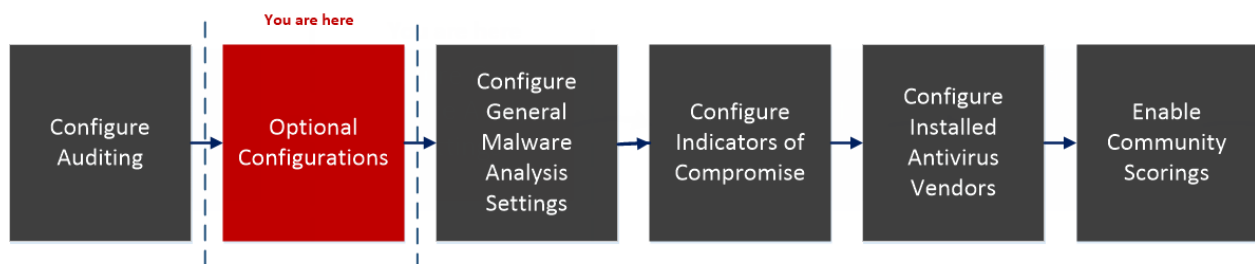 You are here
Configure
Auditing
Optional
Configurations
Configure
General
Malware
Analysis
Settings
Configure
Indicators of
Compromise
Configure
Installed
Antivirus
Vendors
Enable
Community
Scorings